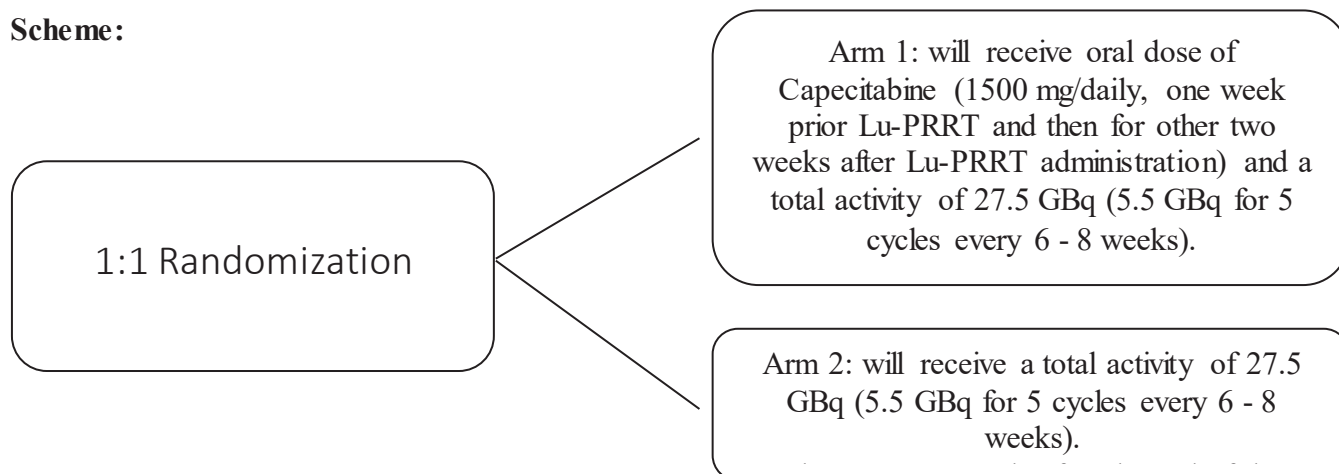 Scheme:
Arm 1: will receive oral dose of
Capecitabine (1500 mg/daily, one week
prior Lu-PRRT and then for other two
weeks after Lu-PRRT administration) and a
total activity of 27.5 GBq (5.5 GBq for 5
cycles every 6 - 8 weeks).
1:1 Randomization
Arm 2: will receive a total activity of 27.5
GBq (5.5 GBq for 5 cycles every 6 - 8
weeks).